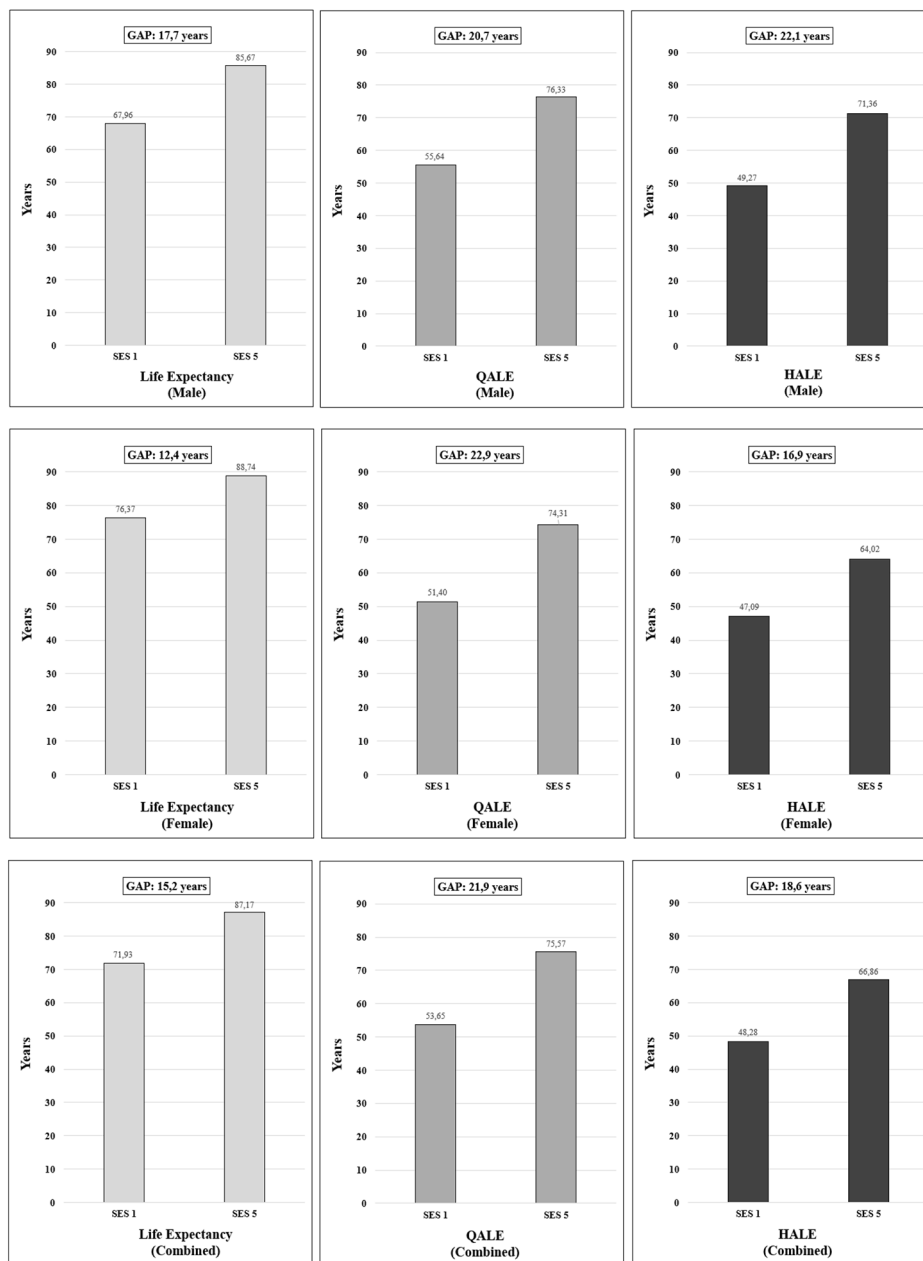 GAP: 17,7 years
90
80
70
60
50
40
30
20
10
0
Years
67,96
85,67
SES 1
SES 5
Life Expectancy
(Male)
GAP: 20,7 years
90
80
70
60
50
40
30
20
10
0
Years
55,64
76,33
SES 1
SES 5
QALE
(Male)
GAP: 22,1 years
90
80
70
60
50
40
30
20
10
0
Years
49,27
71,36
SES 1
SES 5
HALE
(Male)
GAP: 12,4 years
90
80
70
60
50
40
30
20
10
0
Years
76,37
88,74
SES 1
SES 5
Life Expectancy
(Female)
GAP: 22,9 years
90
80
70
60
50
40
30
20
10
0
Years
51,40
74,31
SES 1
SES 5
QALE
(Female)
GAP: 16,9 years
90
80
70
60
50
40
30
20
10
0
Years
47,09
64,02
SES 1
SES 5
HALE
(Female)
GAP: 15,2 years
90
80
70
60
50
40
30
20
10
0
Years
71,93
87,17
SES 1
SES 5
Life Expectancy
(Combined)
GAP: 21,9 years
90
80
70
60
50
40
30
20
10
0
Years
53,65
75,57
SES 1
SES 5
QALE
(Combined)
GAP: 18,6 years
90
80
70
60
50
40
30
20
10
0
Years
48,28
66,86
SES 1
SES 5
HALE
(Combined)